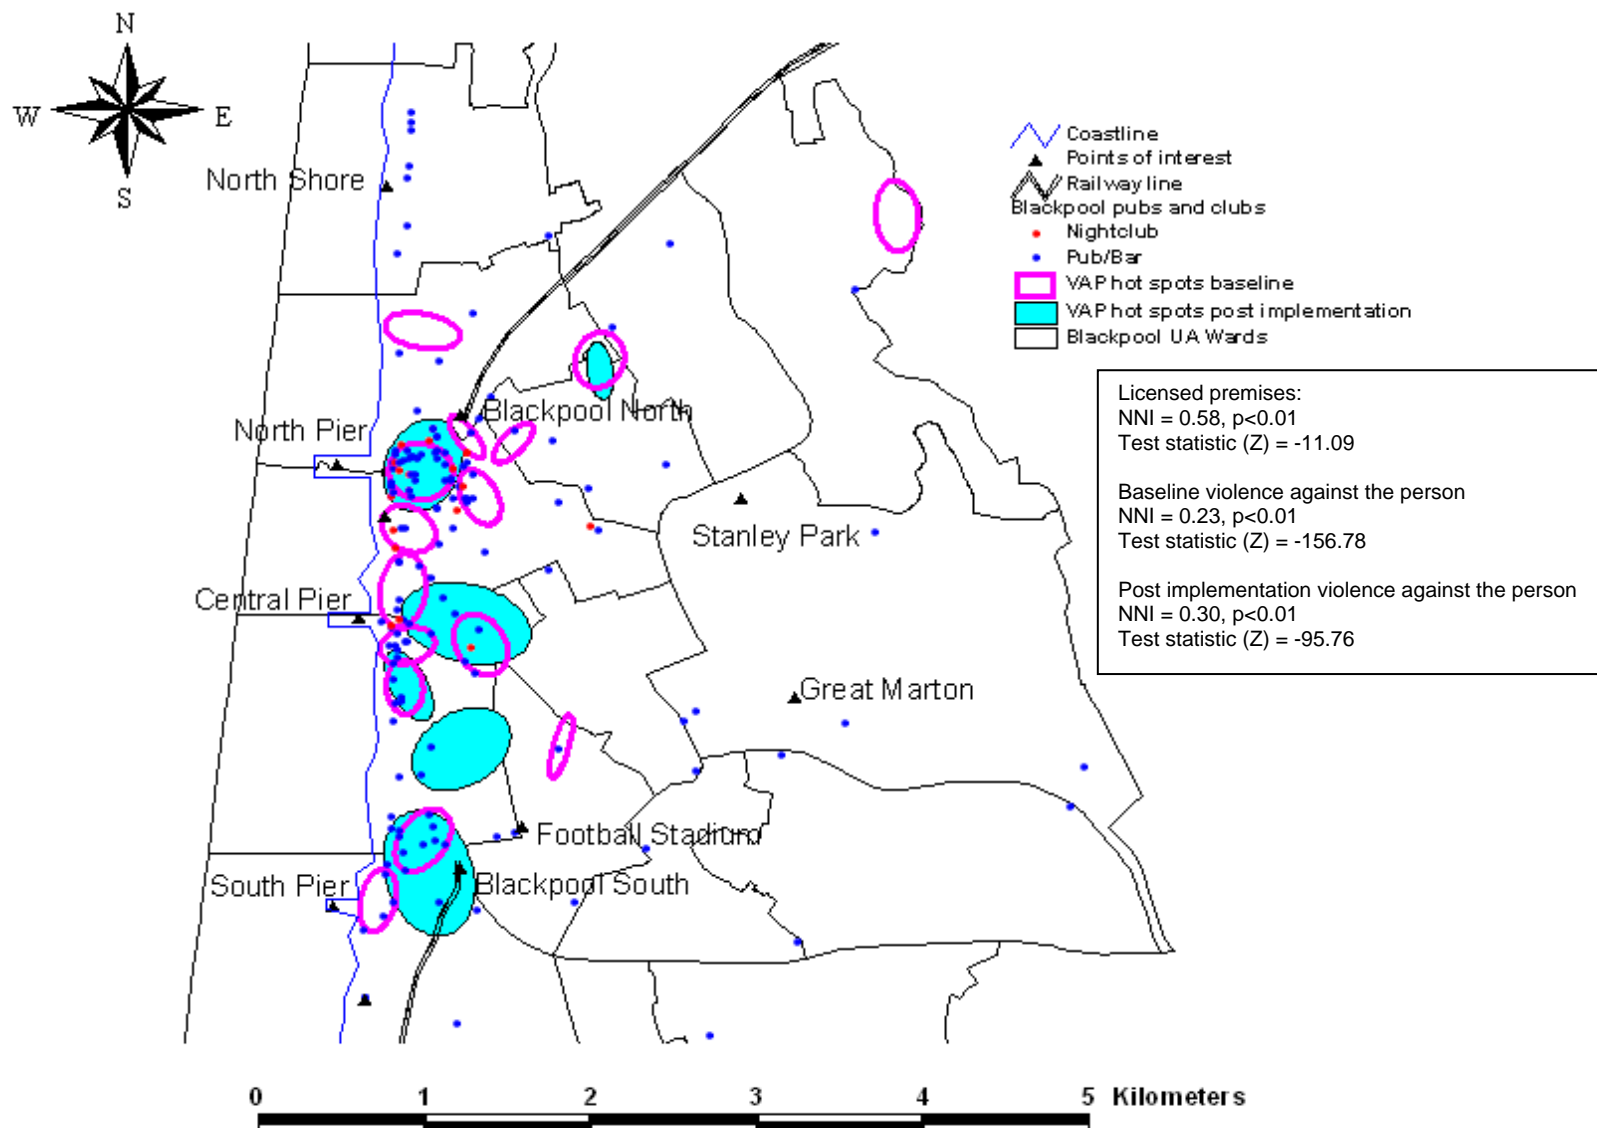 N
W
E
S
North Shore
Coastline
Points of interest
Railway line
Blackpool pubs and clubs
Nightclub
Pub/Bar
VAP hot spots baseline
VAP hot spots post implementation
Blackpool UA Wards
Licensed premises:
NNI = 0.58, p<0.01
Test statistic (Z) = -11.09
Baseline violence against the person
NNI = 0.23, p<0.01
Test statistic (Z) = -156.78
Post implementation violence against the person
NNI = 0.30, p<0.01
Test statistic (Z) = -95.76
Blackpool North
North Pier
Stanley Park
Central Pier
Great Marton
Football Stadium
South Pier
Blackpool South
0 1 2 3 4 5 Kilometers